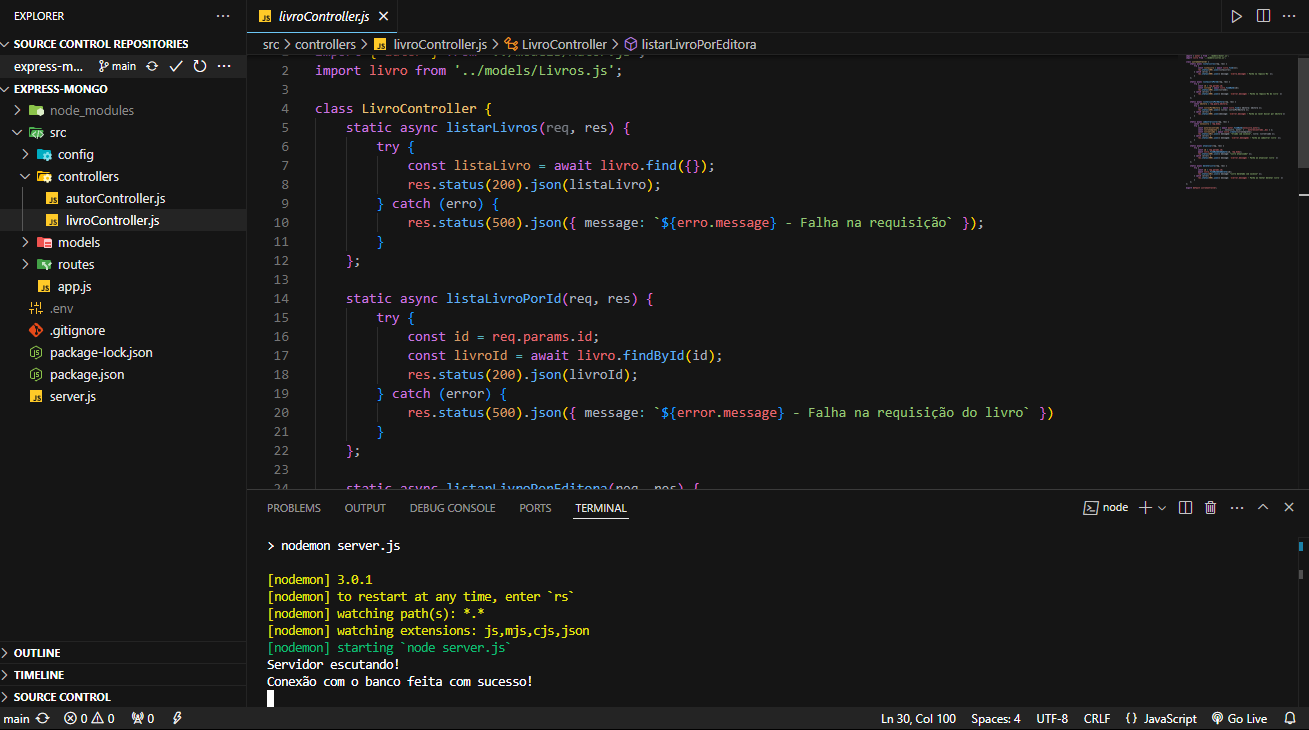 EXPLORER
SOURCE CONTROL REPOSITORIES
express-m... main
EXPRESS-MONGO
node_modules
src
config
controllers
autorController.js
livroController.js
models
routes
app.js
.env
.gitignore
package-lock.json
package.json
server.js
OUTLINE
TIMELINE
SOURCE CONTROL
livroController.js
src > controllers > livroController.js > LivroController > listarLivroPorEditora
2 import livro from '../models/Livros.js';
3
4 class LivroController {
5 static async listarLivros(req, res) {
6 try {
7 const listaLivro = await livro.find({});
8 res.status(200).json(listaLivro);
9 } catch (erro) {
10 res.status(500).json({ message: `${erro.message} - Falha na requisição` });
11 }
12 };
13
14 static async listaLivroPorId(req, res) {
15 try {
16 const id = req.params.id;
17 const livroId = await livro.findById(id);
18 res.status(200).json(livroId);
19 } catch (error) {
20 res.status(500).json({ message: `${error.message} - Falha na requisição do livro` })
21 }
22 };
23
24 static async listarLivroPorEditora(req, res) {
PROBLEMS OUTPUT DEBUG CONSOLE PORTS TERMINAL node
> nodemon server.js
[nodemon] 3.0.1
[nodemon] to restart at any time, enter `rs`
[nodemon] watching path(s): *.*
[nodemon] watching extensions: js,mjs,cjs,json
[nodemon] starting `node server.js`
Servidor escutando!
Conexão com o banco feita com sucesso!
main 0 0 0 Ln 30, Col 100 Spaces: 4 UTF-8 CRLF {} JavaScript Go Live